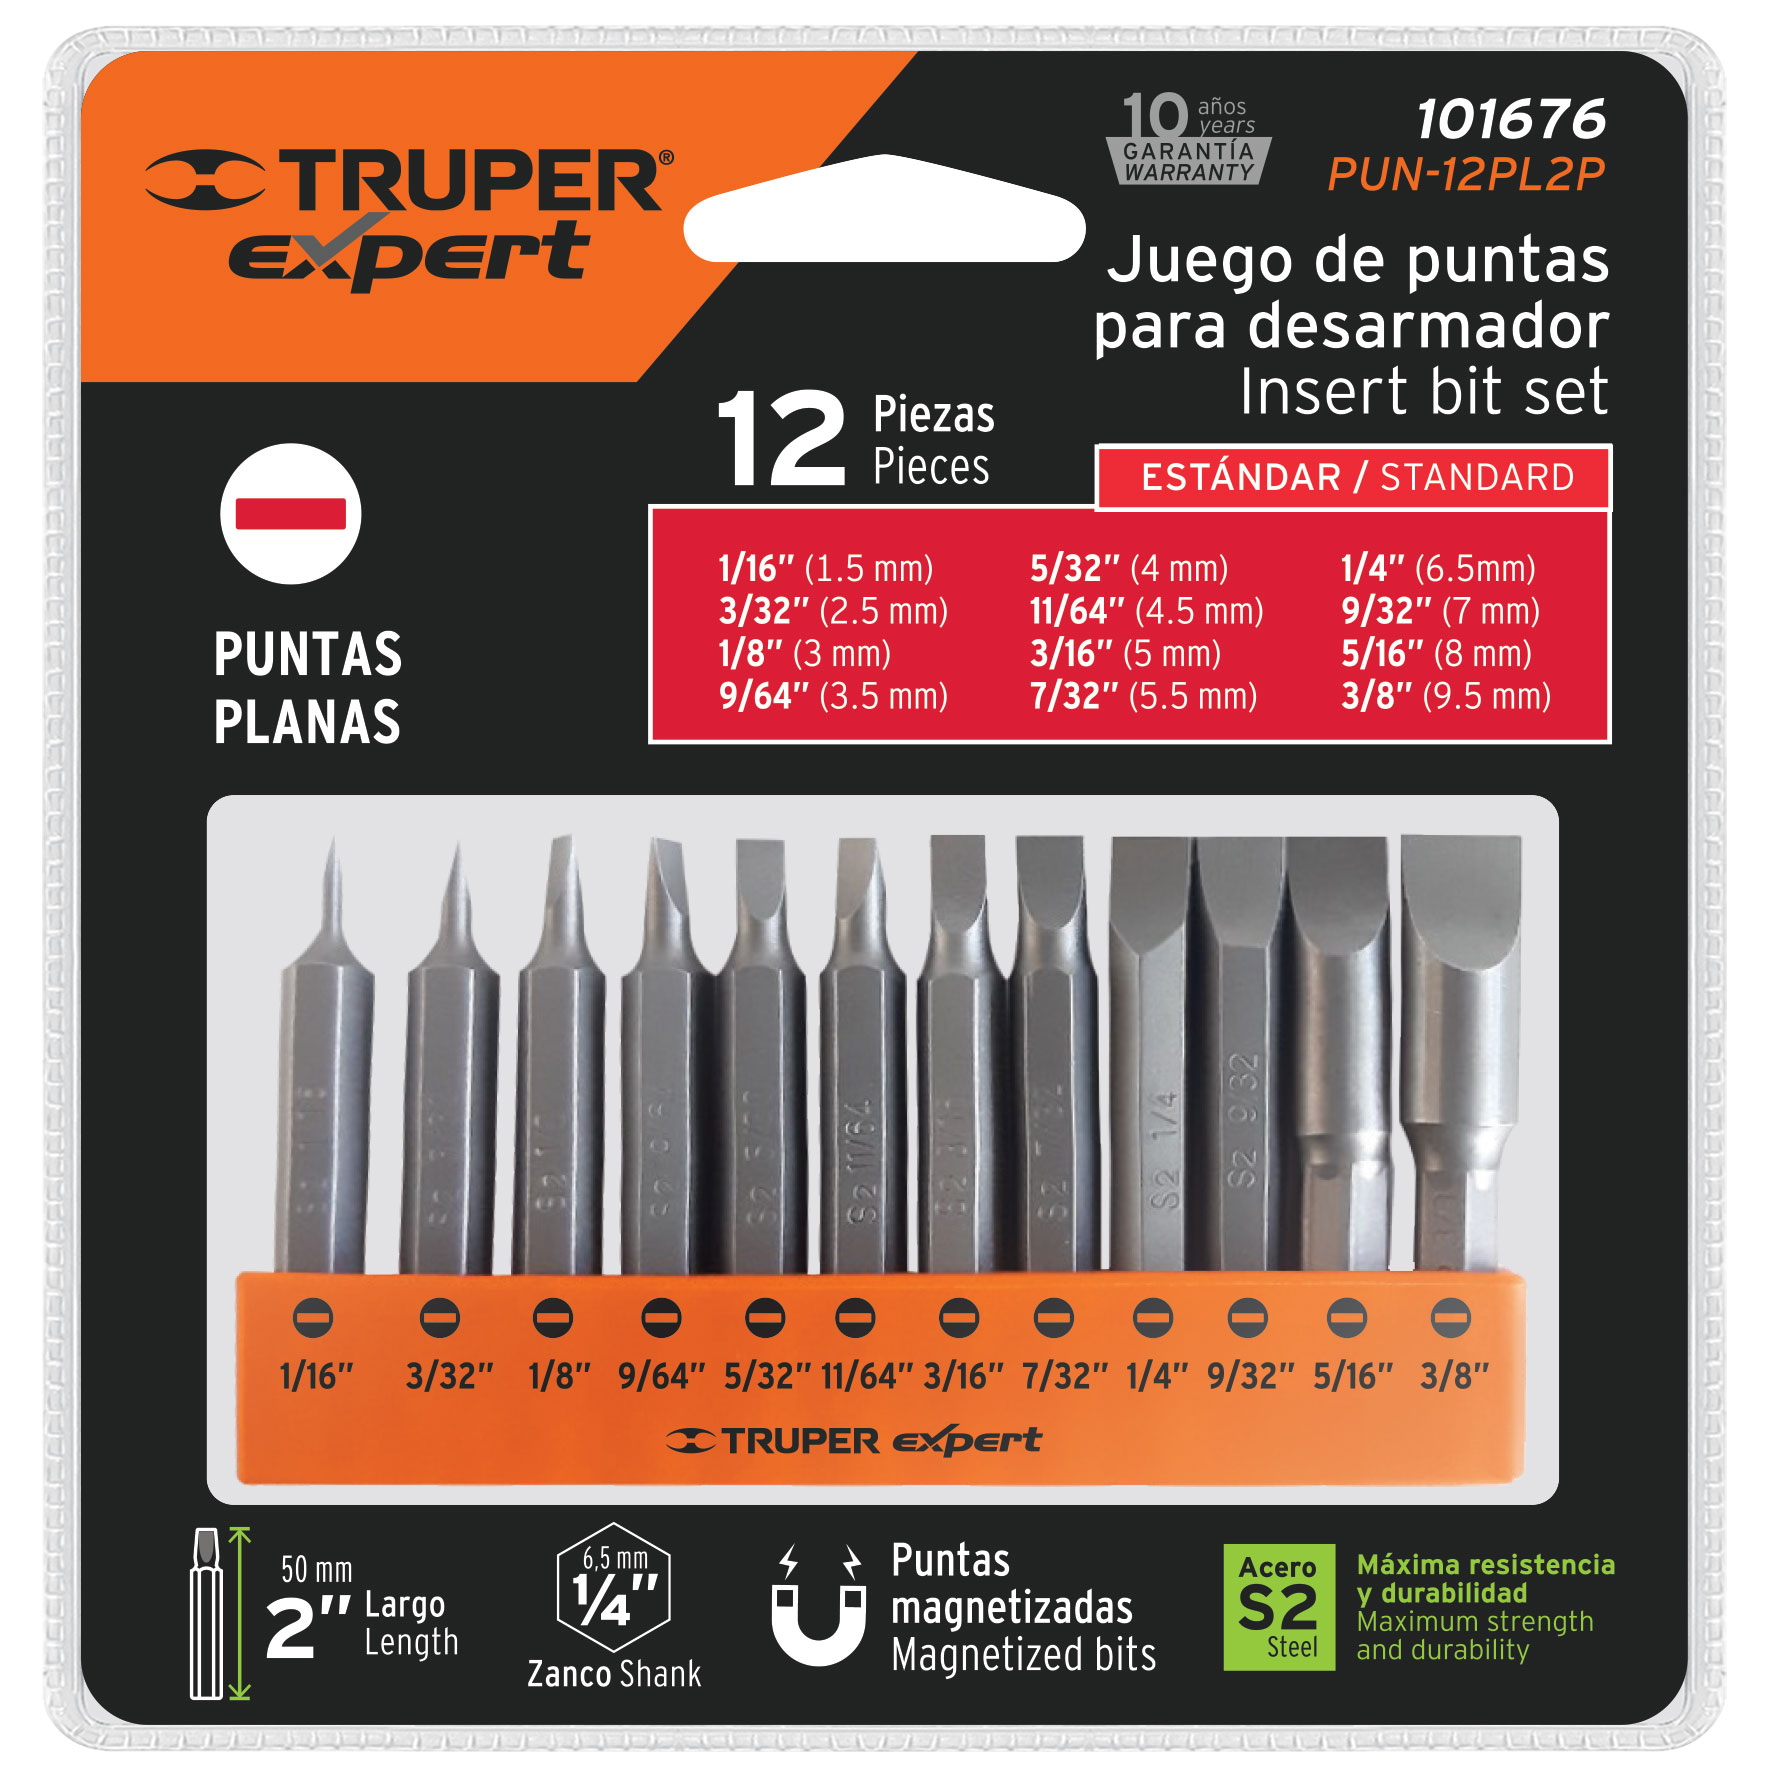 TRUPER®
expert
10 años
years
GARANTÍA
WARRANTY
101676
PUN-12PL2P
Juego de puntas
para desarmador
Insert bit set
12 Piezas
Pieces
ESTÁNDAR / STANDARD
1/16" (1.5 mm) 5/32" (4 mm) 1/4" (6.5mm)
3/32" (2.5 mm) 11/64" (4.5 mm) 9/32" (7 mm)
1/8" (3 mm) 3/16" (5 mm) 5/16" (8 mm)
9/64" (3.5 mm) 7/32" (5.5 mm) 3/8" (9.5 mm)
PUNTAS
PLANAS
S2 11/64
S2 7/32
S2 1/4
S2 9/32
1/16" 3/32" 1/8" 9/64" 5/32" 11/64" 3/16" 7/32" 1/4" 9/32" 5/16" 3/8"
TRUPER expert
50 mm
2" Largo
Length
6,5 mm
1/4"
Zanco Shank
Puntas
magnetizadas
Magnetized bits
Acero
S2
Steel
Máxima resistencia
y durabilidad
Maximum strength
and durability